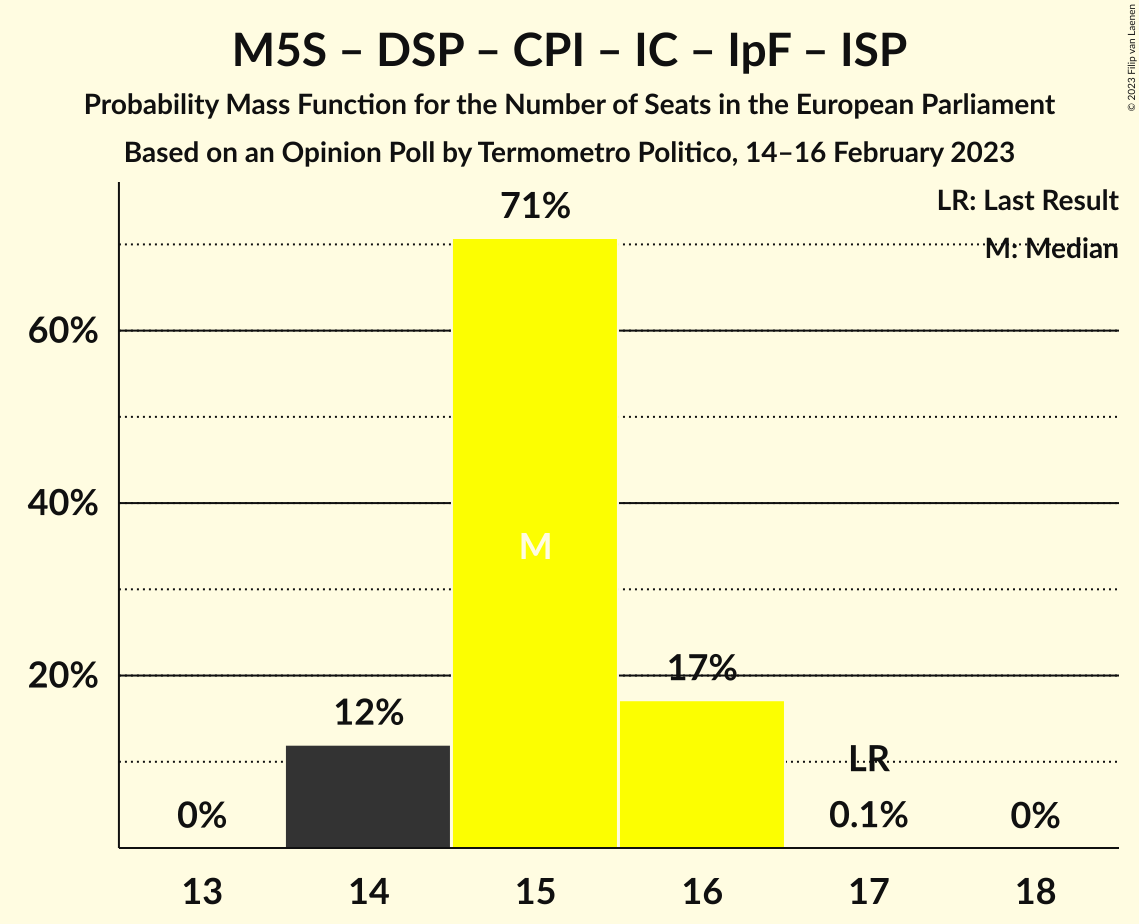 M5S – DSP – CPI – IC – IpF – ISP
Probability Mass Function for the Number of Seats in the European Parliament
Based on an Opinion Poll by Termometro Politico, 14–16 February 2023
© 2023 Filip van Laenen
LR: Last Result
M: Median
71%
60%
40%
M
20%
17%
12%
LR
0%
0.1%
0%
13 14 15 16 17 18